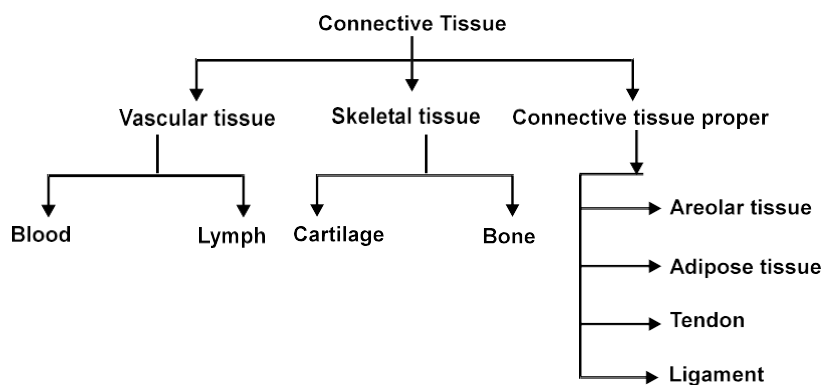 Connective Tissue
Vascular tissue
Skeletal tissue
Connective tissue proper
Blood
Lymph
Cartilage
Bone
Areolar tissue
Adipose tissue
Tendon
Ligament